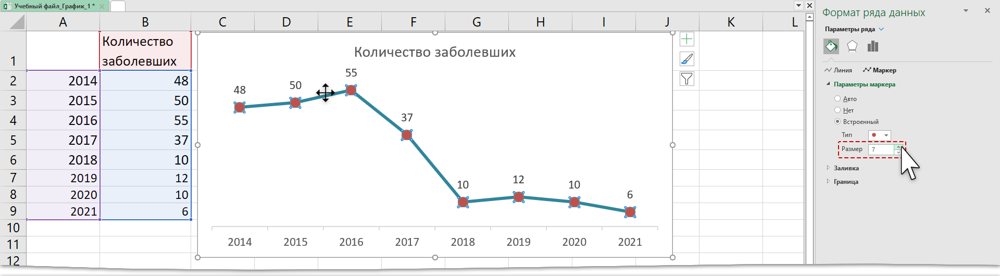 Учебный файл_График_1 *
A B C D E F G H I J K L
1 Количество
заболевших
2 2014 48
3 2015 50
4 2016 55
5 2017 37
6 2018 10
7 2019 12
8 2020 10
9 2021 6
10
11
12
Количество заболевших
48 50 55 37 10 12 10 6
2014 2015 2016 2017 2018 2019 2020 2021
Формат ряда данных
Параметры ряда
Линия Маркер
Параметры маркера
Авто
Нет
Встроенный
Тип
Размер 7
Заливка
Граница